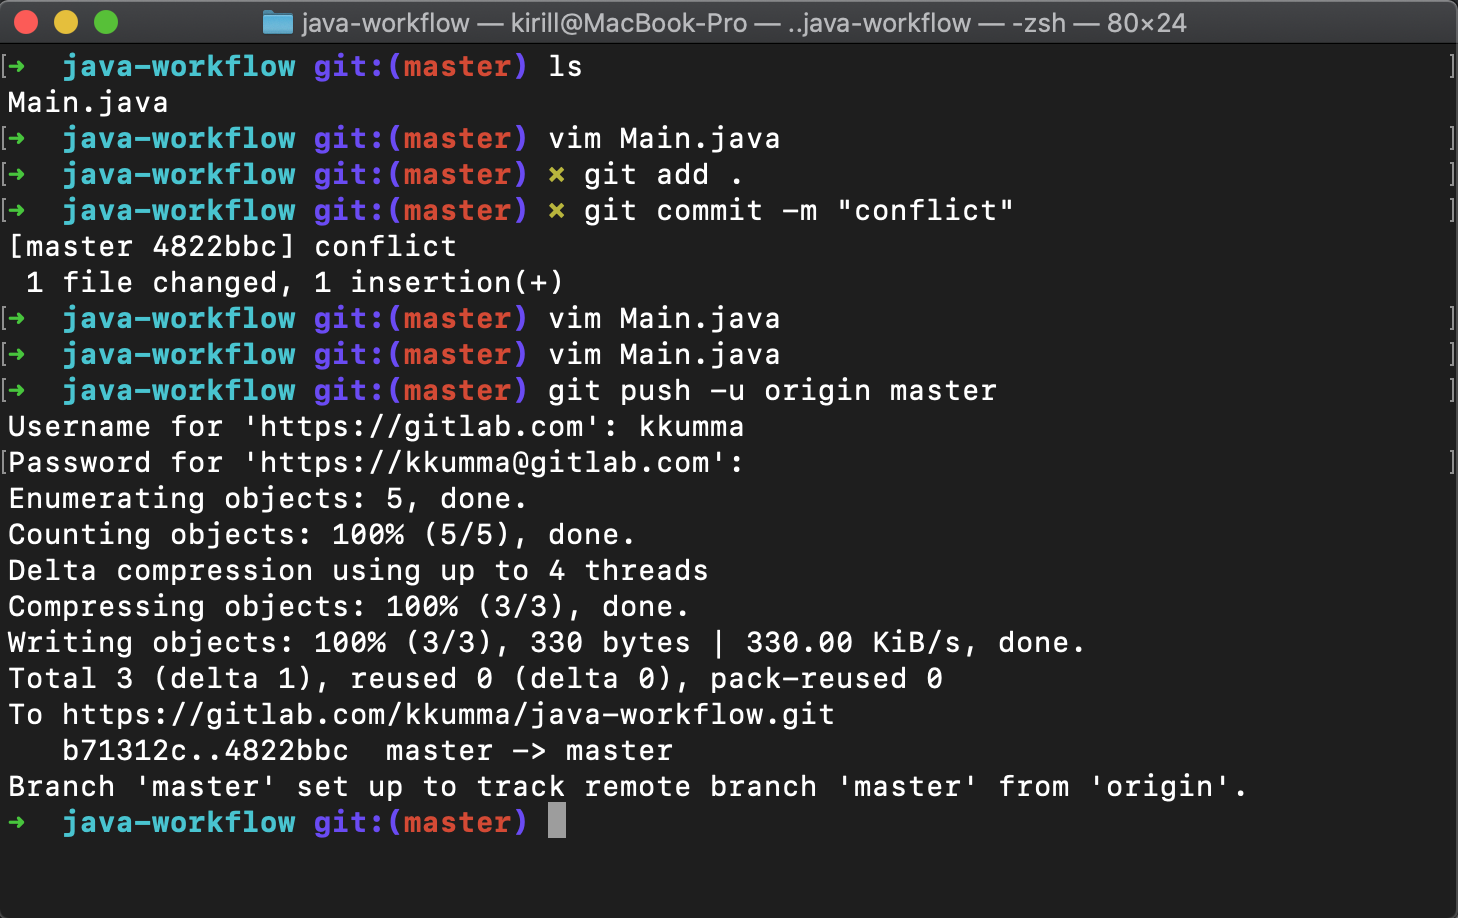 java-workflow — kirill@MacBook-Pro — ..java-workflow — -zsh — 80×24
[➜  java-workflow git:(master) ls ]
Main.java
[➜  java-workflow git:(master) vim Main.java ]
[➜  java-workflow git:(master) ✗ git add . ]
[➜  java-workflow git:(master) ✗ git commit -m "conflict" ]
[master 4822bbc] conflict
 1 file changed, 1 insertion(+)
[➜  java-workflow git:(master) vim Main.java ]
[➜  java-workflow git:(master) vim Main.java ]
[➜  java-workflow git:(master) git push -u origin master ]
Username for 'https://gitlab.com': kkumma
[Password for 'https://kkumma@gitlab.com': ]
Enumerating objects: 5, done.
Counting objects: 100% (5/5), done.
Delta compression using up to 4 threads
Compressing objects: 100% (3/3), done.
Writing objects: 100% (3/3), 330 bytes | 330.00 KiB/s, done.
Total 3 (delta 1), reused 0 (delta 0), pack-reused 0
To https://gitlab.com/kkumma/java-workflow.git
   b71312c..4822bbc  master -> master
Branch 'master' set up to track remote branch 'master' from 'origin'.
➜  java-workflow git:(master)